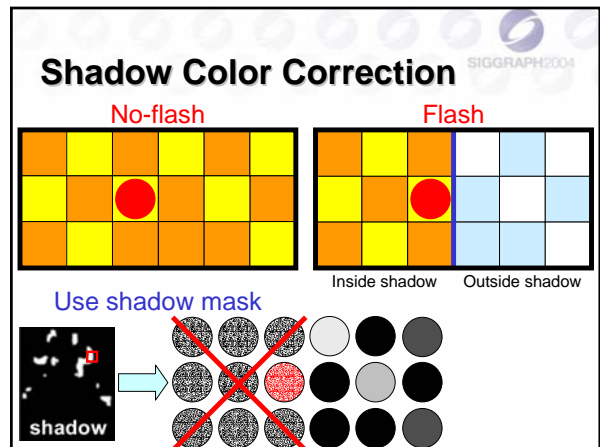 SIGGRAPH2004
Shadow Color Correction
No-flash
Flash
Inside shadow
Outside shadow
Use shadow mask
shadow